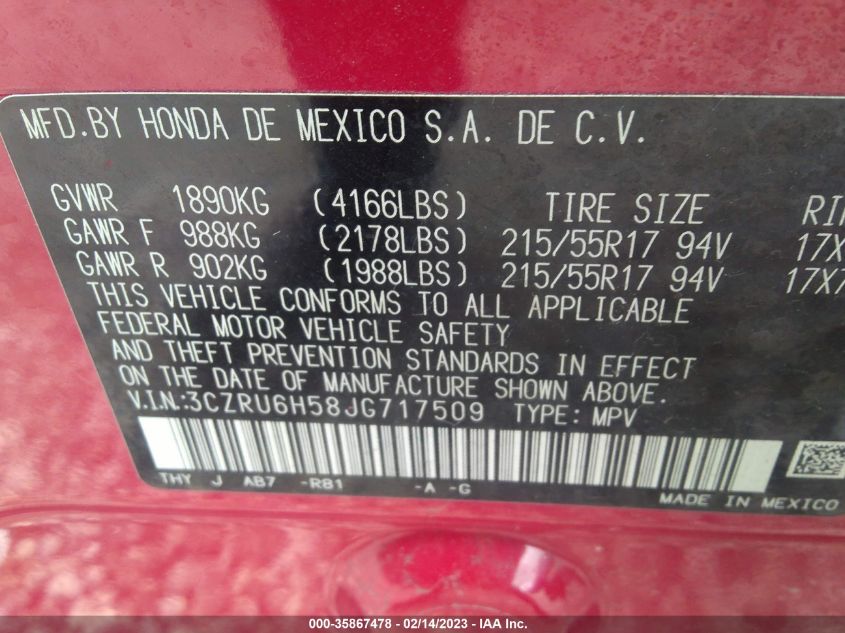 MFD.BY HONDA DE MEXICO S.A. DE C.V.
GVWR 1890KG (4166LBS) TIRE SIZE
GAWR F 988KG (2178LBS) 215/55R17 94V 17X
GAWR R 902KG (1988LBS) 215/55R17 94V 17X7
THIS VEHICLE CONFORMS TO ALL APPLICABLE
FEDERAL MOTOR VEHICLE SAFETY
AND THEFT PREVENTION STANDARDS IN EFFECT
ON THE DATE OF MANUFACTURE SHOWN ABOVE.
V.I.N.:3CZRU6H58JG717509 TYPE: MPV
THY J AB7 -R81 -A -G
MADE IN MEXICO
000-35867478 - 02/14/2023 - IAA Inc.